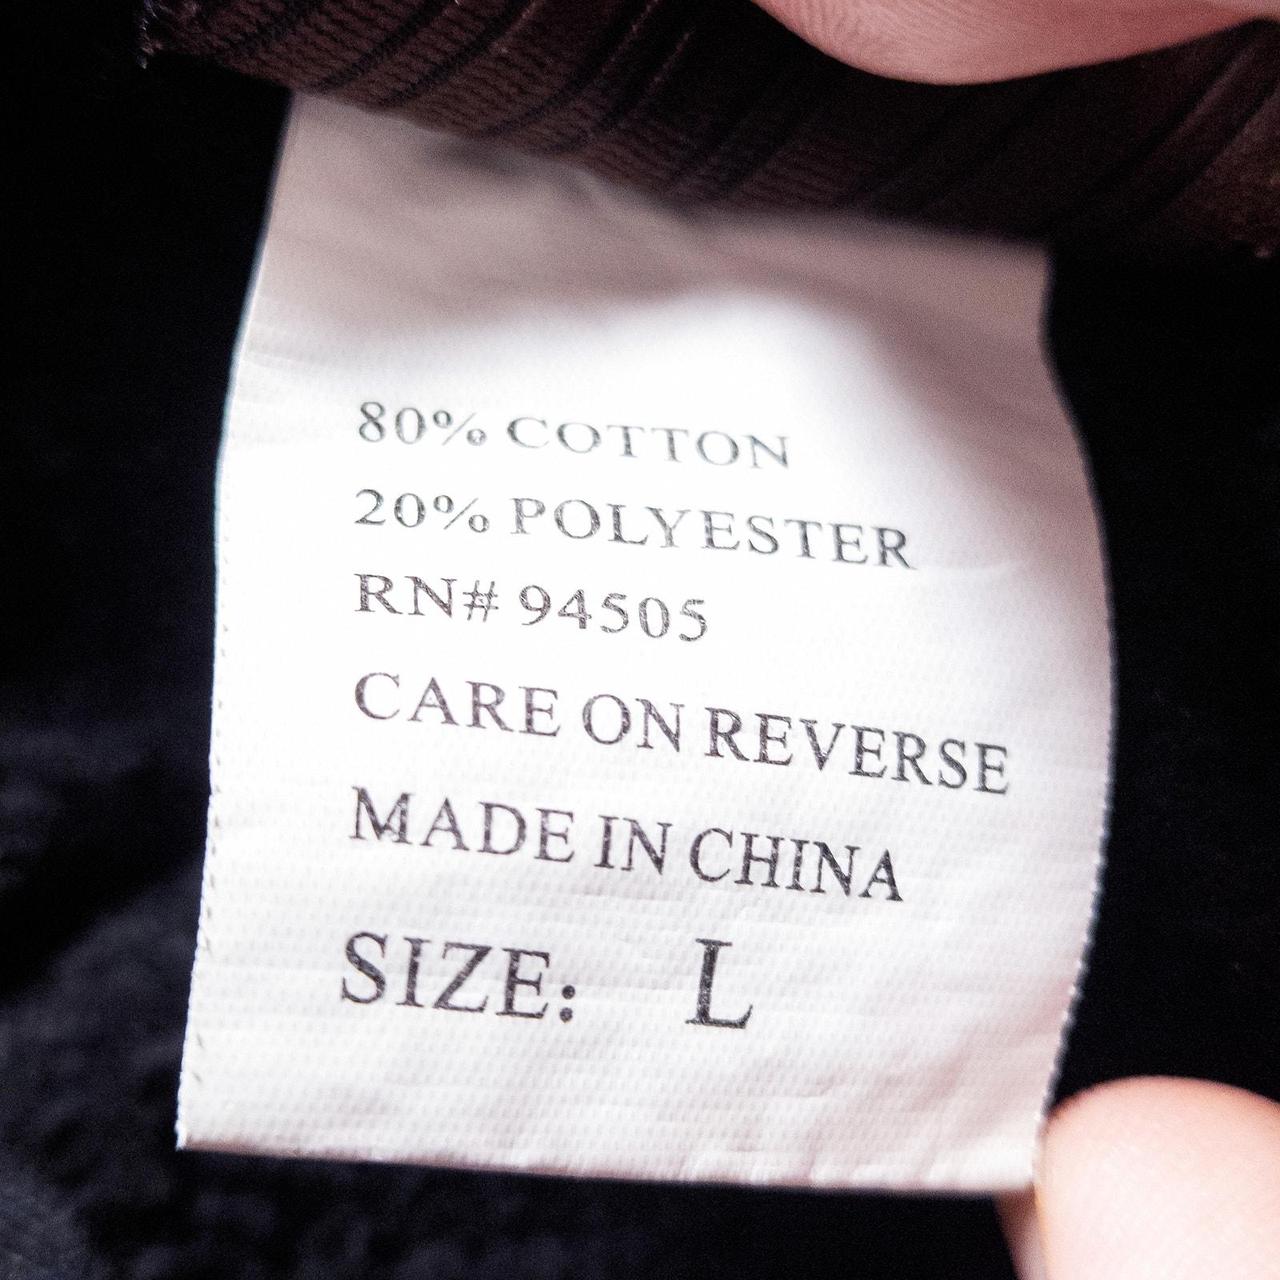 80% COTTON
20% POLYESTER
RN# 94505
CARE ON REVERSE
MADE IN CHINA
SIZE: L